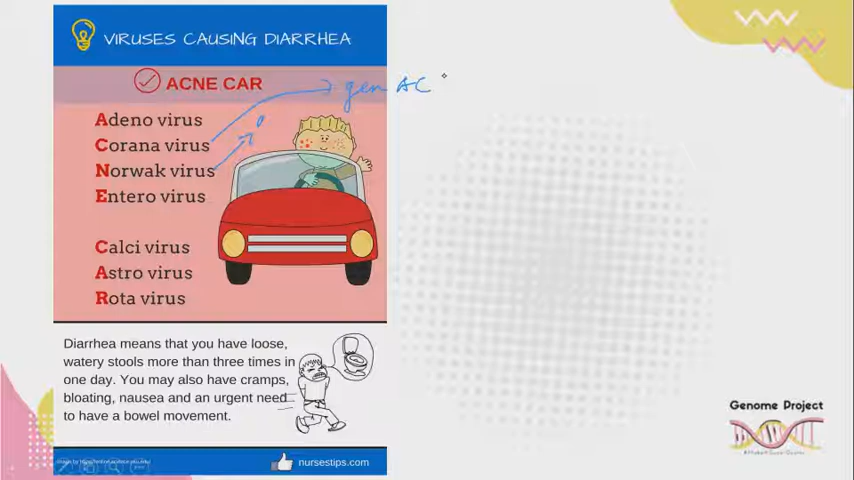 VIRUSES CAUSING DIARRHEA
ACNE CAR
gen AC
Adeno virus
Corana virus
Norwak virus
Entero virus
Calci virus
Astro virus
Rota virus
Diarrhea means that you have loose,
watery stools more than three times in
one day. You may also have cramps,
bloating, nausea and an urgent need
to have a bowel movement.
nursestips.com
Genome Project